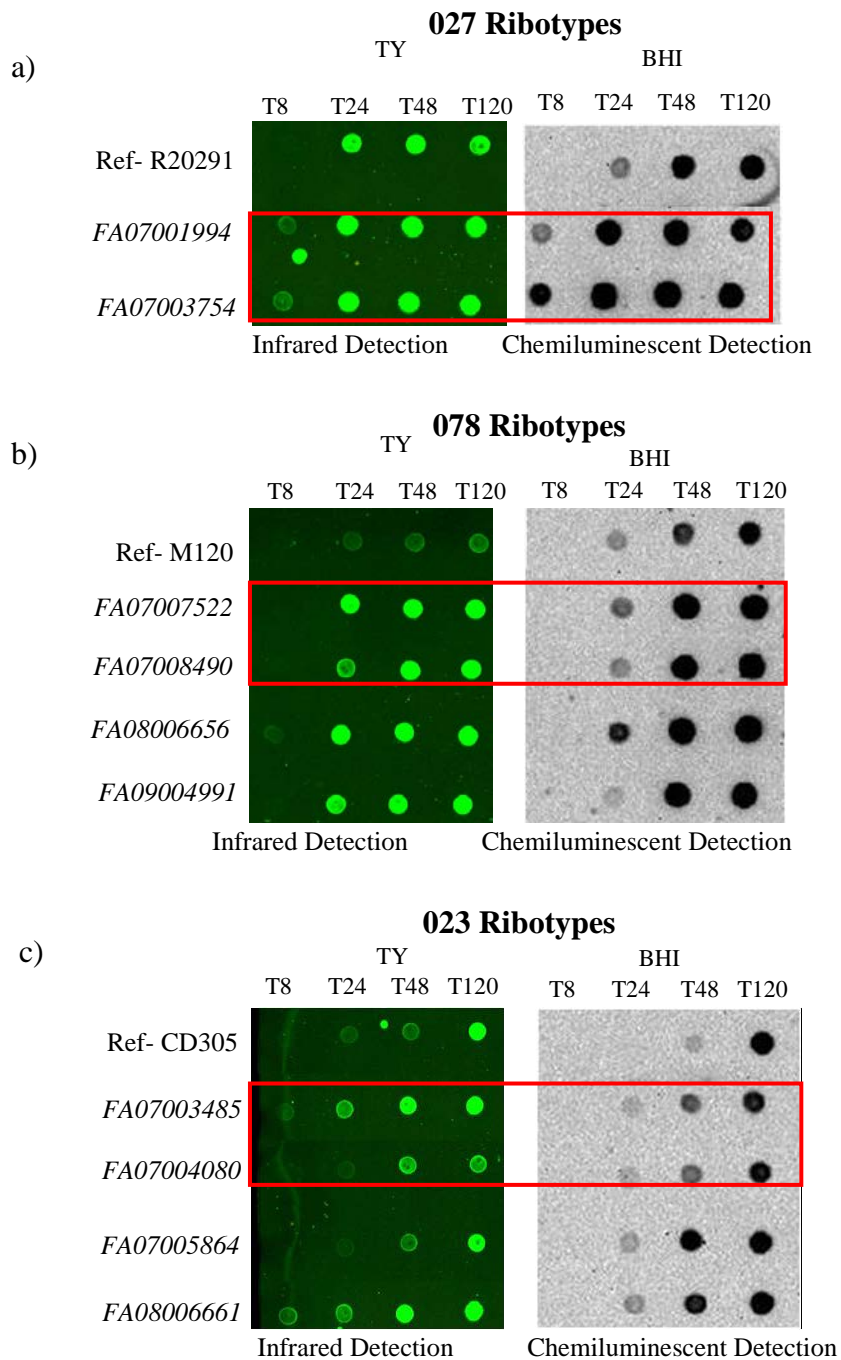 027 Ribotypes
a)
TY
BHI
T8 T24 T48 T120 T8 T24 T48 T120
Ref- R20291
FA07001994
FA07003754
Infrared Detection Chemiluminescent Detection
078 Ribotypes
b)
TY
BHI
T8 T24 T48 T120 T8 T24 T48 T120
Ref- M120
FA07007522
FA07008490
FA08006656
FA09004991
Infrared Detection Chemiluminescent Detection
023 Ribotypes
c)
TY
BHI
T8 T24 T48 T120 T8 T24 T48 T120
Ref- CD305
FA07003485
FA07004080
FA07005864
FA08006661
Infrared Detection Chemiluminescent Detection